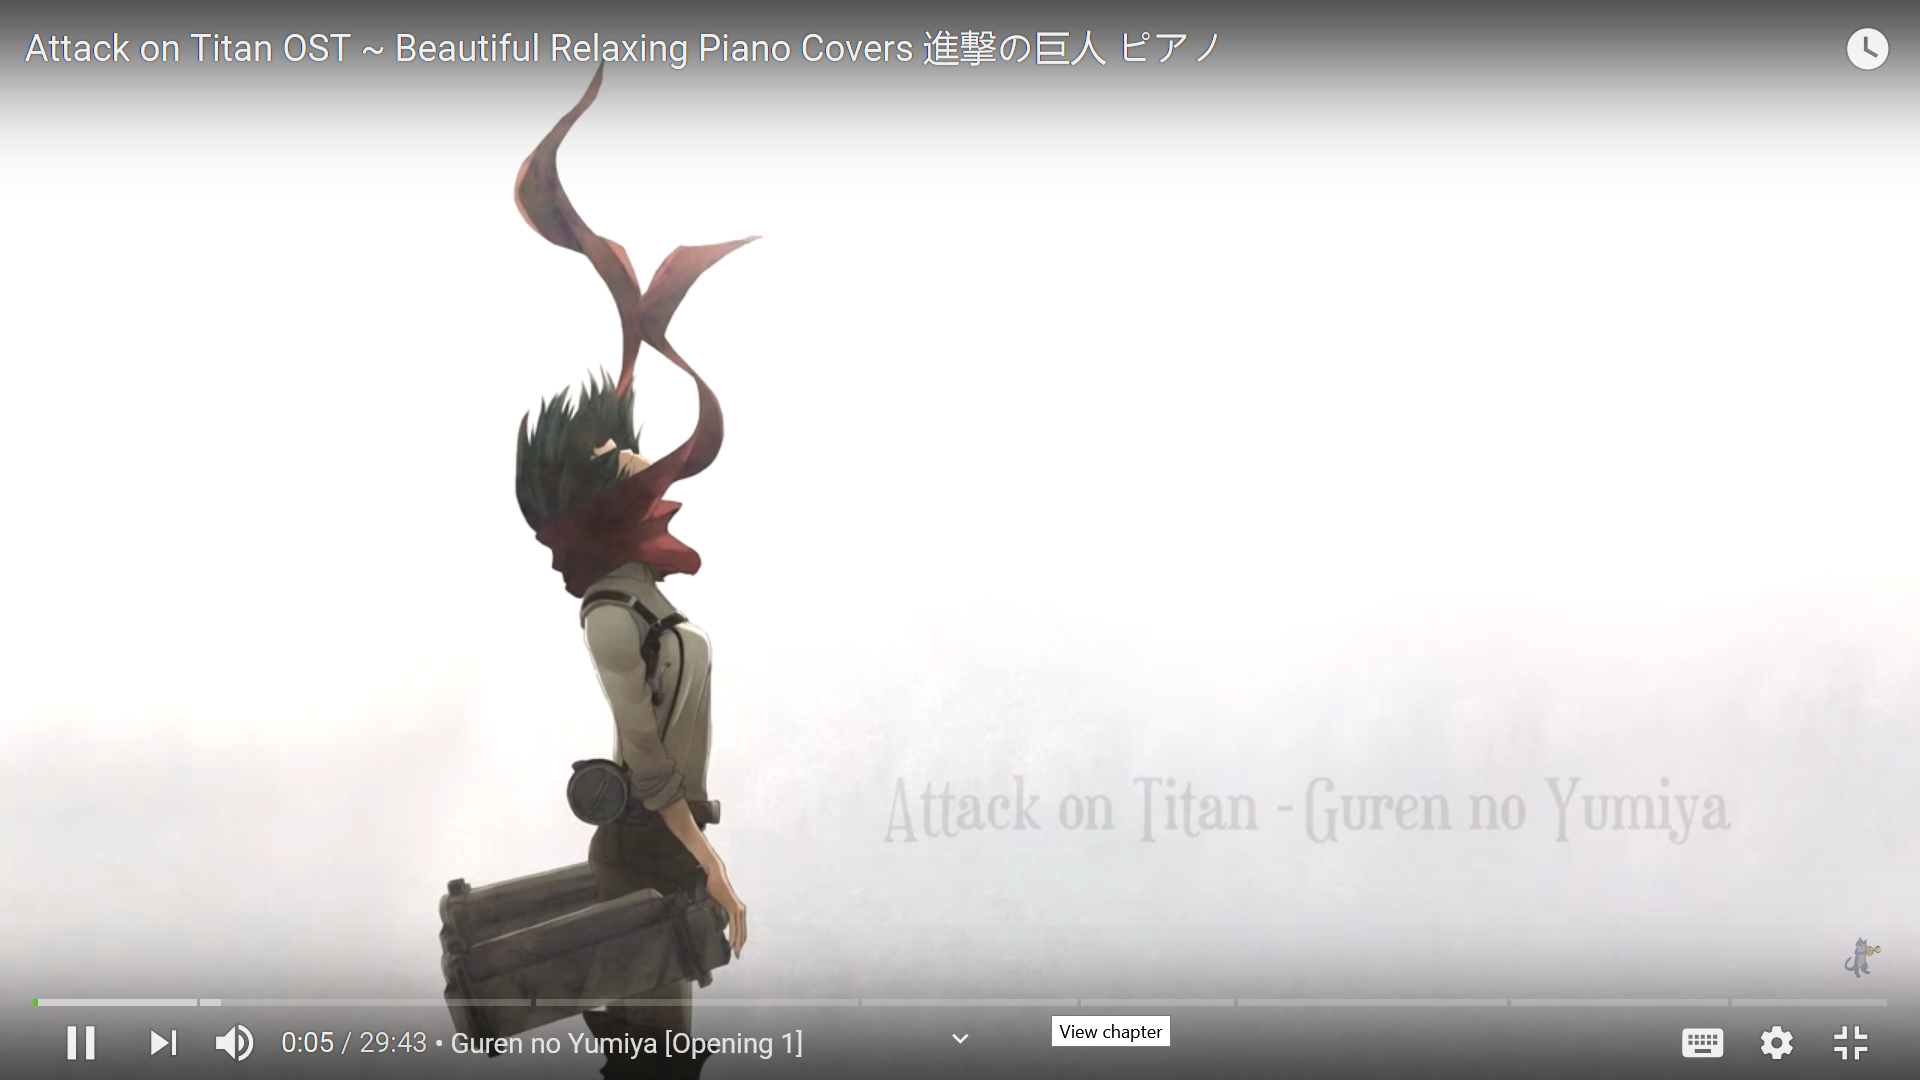 Attack on Titan OST ~ Beautiful Relaxing Piano Covers 進撃の巨人 ピアノ
Attack on Titan - Guren no Yumiya
0:05 / 29:43 • Guren no Yumiya [Opening 1]
View chapter